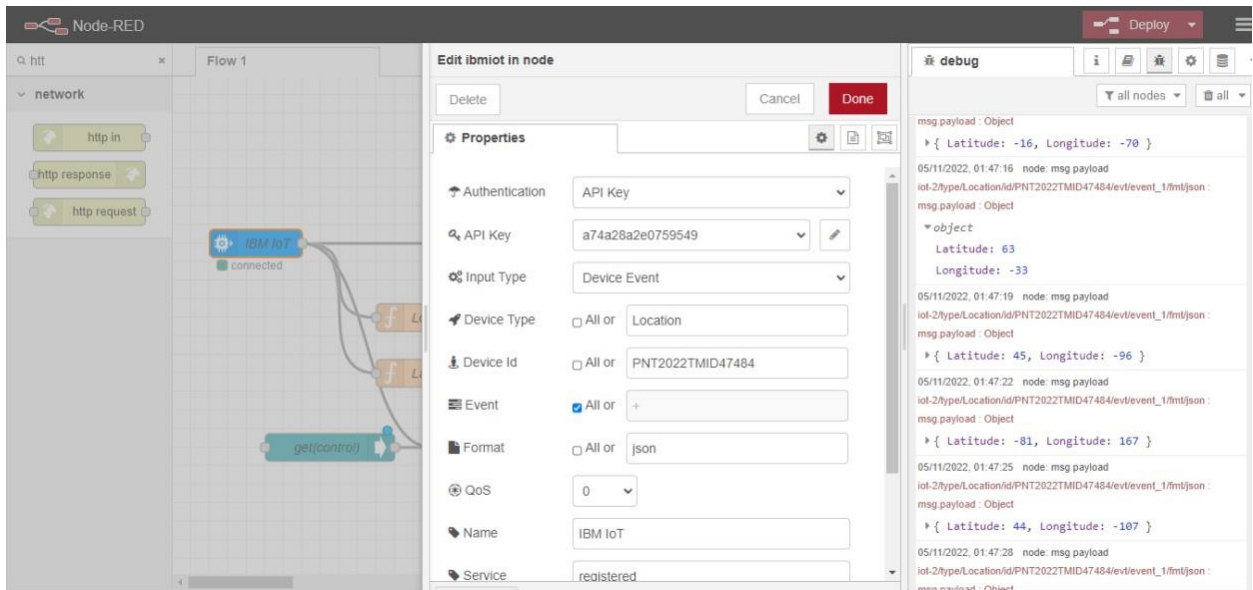 Node-RED
Deploy
htt
Flow 1
Edit ibmiot in node
debug
Delete
Cancel
Done
all nodes
all
network
http in
http response
http request
Properties
IBM IoT
connected
get(control)
Authentication
API Key
API Key
a74a28a2e0759549
Input Type
Device Event
Device Type
All or
Location
Device Id
All or
PNT2022TMID47484
Event
All or
+
Format
All or
json
QoS
0
Name
IBM IoT
Service
registered
msg.payload : Object
{ Latitude: -16, Longitude: -70 }
05/11/2022, 01:47:16 node: msg payload
iot-2/type/Location/id/PNT2022TMID47484/evt/event_1/fmt/json :
msg.payload : Object
object
Latitude: 63
Longitude: -33
05/11/2022, 01:47:19 node: msg payload
iot-2/type/Location/id/PNT2022TMID47484/evt/event_1/fmt/json :
msg.payload : Object
{ Latitude: 45, Longitude: -96 }
05/11/2022, 01:47:22 node: msg payload
iot-2/type/Location/id/PNT2022TMID47484/evt/event_1/fmt/json :
msg.payload : Object
{ Latitude: -81, Longitude: 167 }
05/11/2022, 01:47:25 node: msg payload
iot-2/type/Location/id/PNT2022TMID47484/evt/event_1/fmt/json :
msg.payload : Object
{ Latitude: 44, Longitude: -107 }
05/11/2022, 01:47:28 node: msg payload
iot-2/type/Location/id/PNT2022TMID47484/evt/event_1/fmt/json :
msg.payload : Object